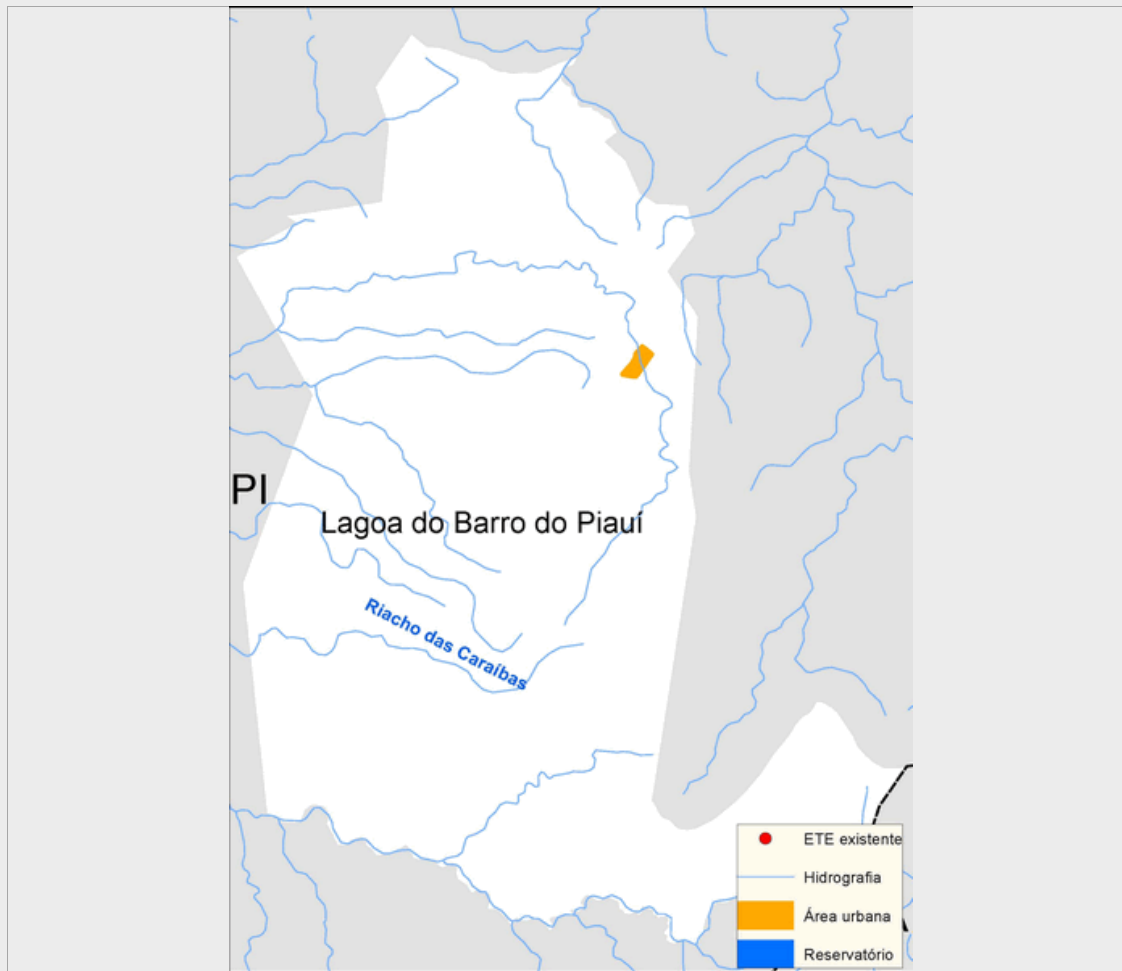 PI
Lagoa do Barro do Piauí
Riacho das Caraíbas
ETE existente
Hidrografia
Área urbana
Reservatório